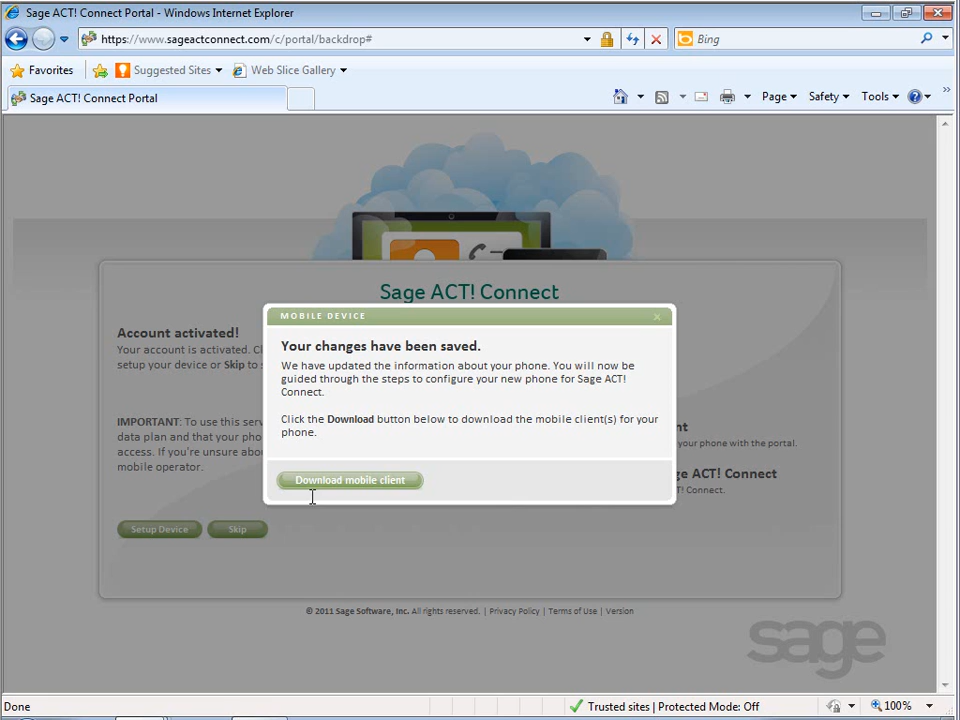 Sage ACT! Connect Portal - Windows Internet Explorer
https://www.sageactconnect.com/c/portal/backdrop#
Bing
Favorites
Suggested Sites
Web Slice Gallery
Sage ACT! Connect Portal
Page
Safety
Tools
Sage ACT! Connect
Account activated!
Your account is activated.
setup your device or Skip to
IMPORTANT: To use this
data plan and that your
access. If you're unsure
mobile operator.
Setup Device
Skip
MOBILE DEVICE
Your changes have been saved.
We have updated the information about your phone. You will now be
guided through the steps to configure your new phone for Sage ACT!
Connect.
Click the Download button below to download the mobile client(s) for your
phone.
Download mobile client
your phone with the portal.
ge ACT! Connect
CT! Connect.
© 2011 Sage Software, Inc. All rights reserved. | Privacy Policy | Terms of Use | Version
sage
Done
Trusted sites | Protected Mode: Off
100%